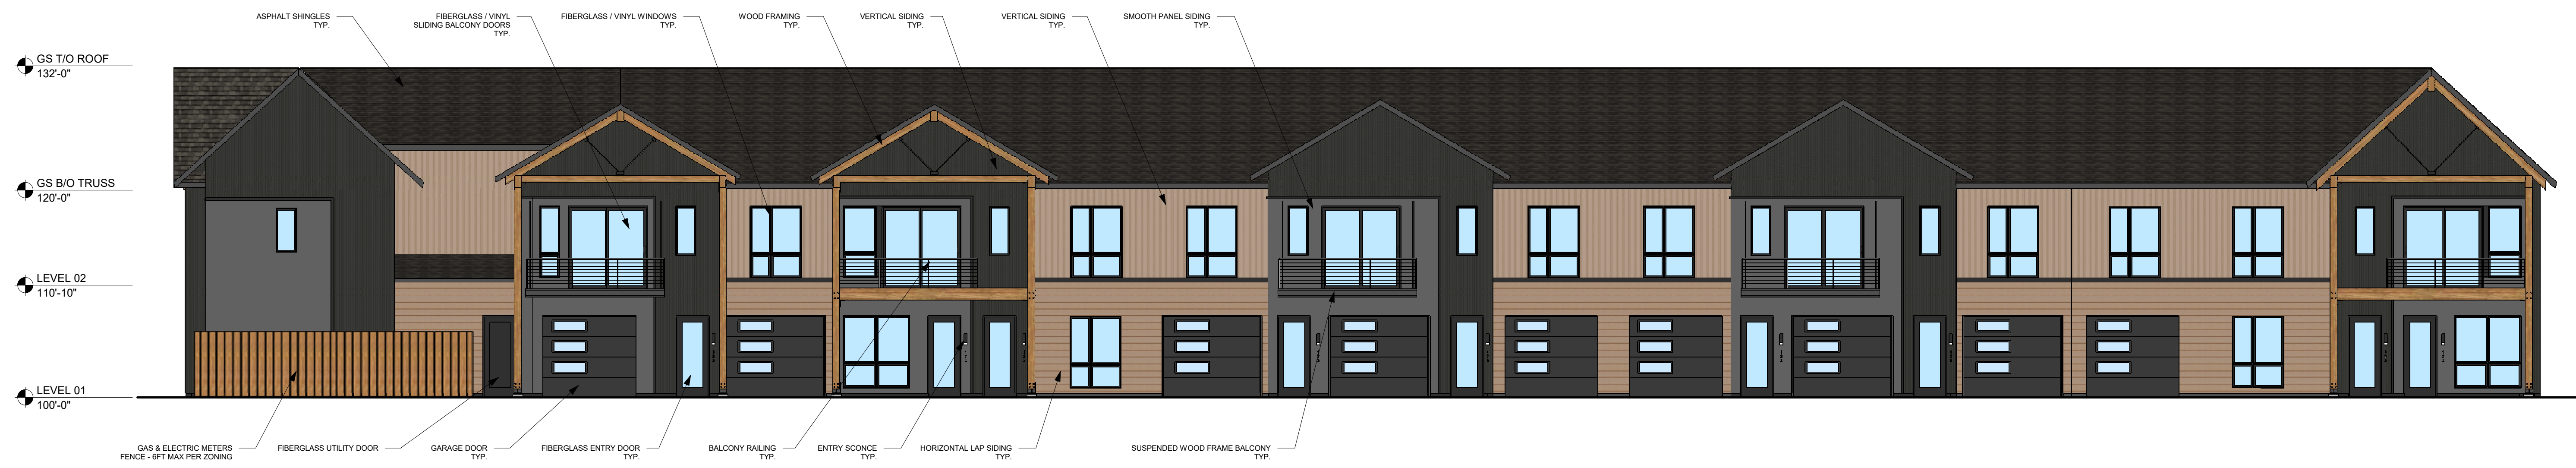 ASPHALT SHINGLES
TYP.
FIBERGLASS / VINYL
SLIDING BALCONY DOORS
TYP.
FIBERGLASS / VINYL WINDOWS
TYP.
WOOD FRAMING
TYP.
VERTICAL SIDING
TYP.
VERTICAL SIDING
TYP.
SMOOTH PANEL SIDING
TYP.
GS T/O ROOF
132'-0"
GS B/O TRUSS
120'-0"
LEVEL 02
110'-10"
LEVEL 01
100'-0"
GAS & ELECTRIC METERS
FENCE - 6FT MAX PER ZONING
FIBERGLASS UTILITY DOOR
GARAGE DOOR
TYP.
FIBERGLASS ENTRY DOOR
TYP.
BALCONY RAILING
TYP.
ENTRY SCONCE
TYP.
HORIZONTAL LAP SIDING
TYP.
SUSPENDED WOOD FRAME BALCONY
TYP.